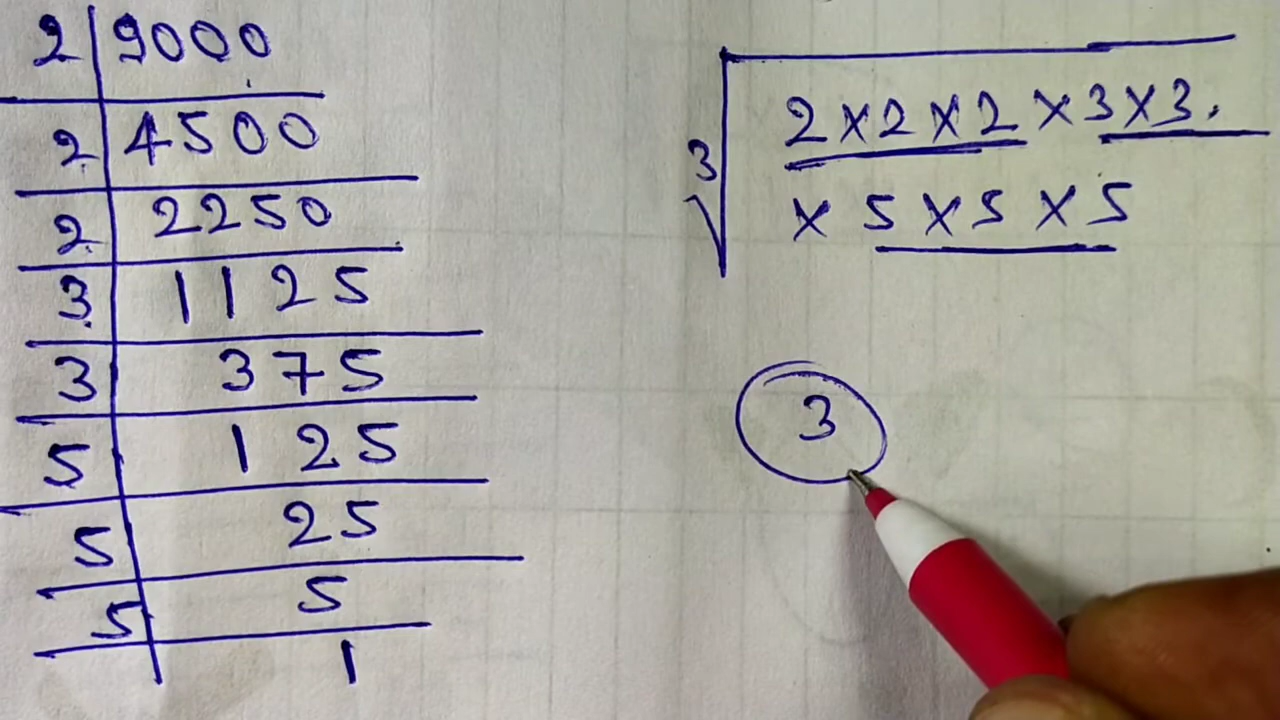 2 | 9000
2 | 4500
2 | 2250
3 | 1125
3 | 375
5 | 125
5 | 25
5 | 5
1
3√ 2 × 2 × 2 × 3 × 3.
× 5 × 5 × 5
3